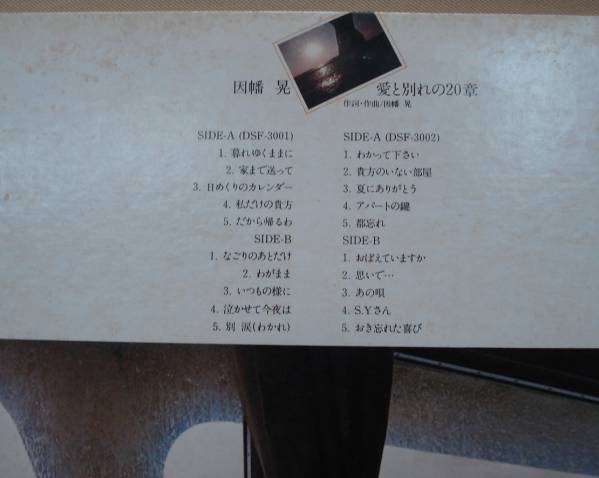 因幡 晃
愛と別れの20章
作詞・作曲/因幡 晃
SIDE-A (DSF-3001)
1. 暮れゆくままに
2. 家まで送って
3. 日めくりのカレンダー
4. 私だけの貴方
5. だから帰るわ
SIDE-B
1. なごりのあとだけ
2. わがまま
3. いつもの様に
4. 泣かせて今夜は
5. 別 涙(わかれ)
SIDE-A (DSF-3002)
1. わかって下さい
2. 貴方のいない部屋
3. 夏にありがとう
4. アパートの鍵
5. 都忘れ
SIDE-B
1. おぼえていますか
2. 思いで…
3. あの唄
4. S.Yさん
5. おき忘れた喜び